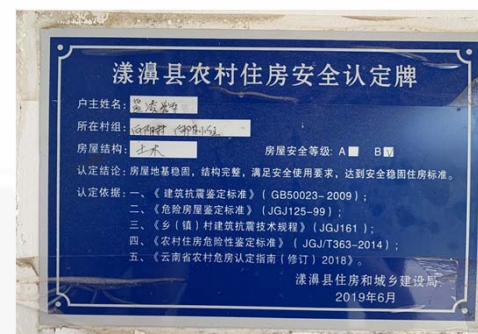 漾濞县农村住房安全认定牌
户主姓名：
所在村组：向阳村
房屋结构：土木 房屋安全等级：A B√
认定结论：房屋地基稳固，结构完整，满足安全使用要求，达到安全稳固住房标准。
认定依据：一、《 建筑抗震鉴定标准》（GB50023-2009）；
二、《危险房屋鉴定标准》（JGJ125-99）；
三、《乡（镇）村建筑抗震技术规程》（JGJ161）；
四、《农村住房危险性鉴定标准》（JGJ/T363-2014）；
五、《云南省农村危房认定指南（修订）2018》。
漾濞县住房和城乡建设局
2019年6月